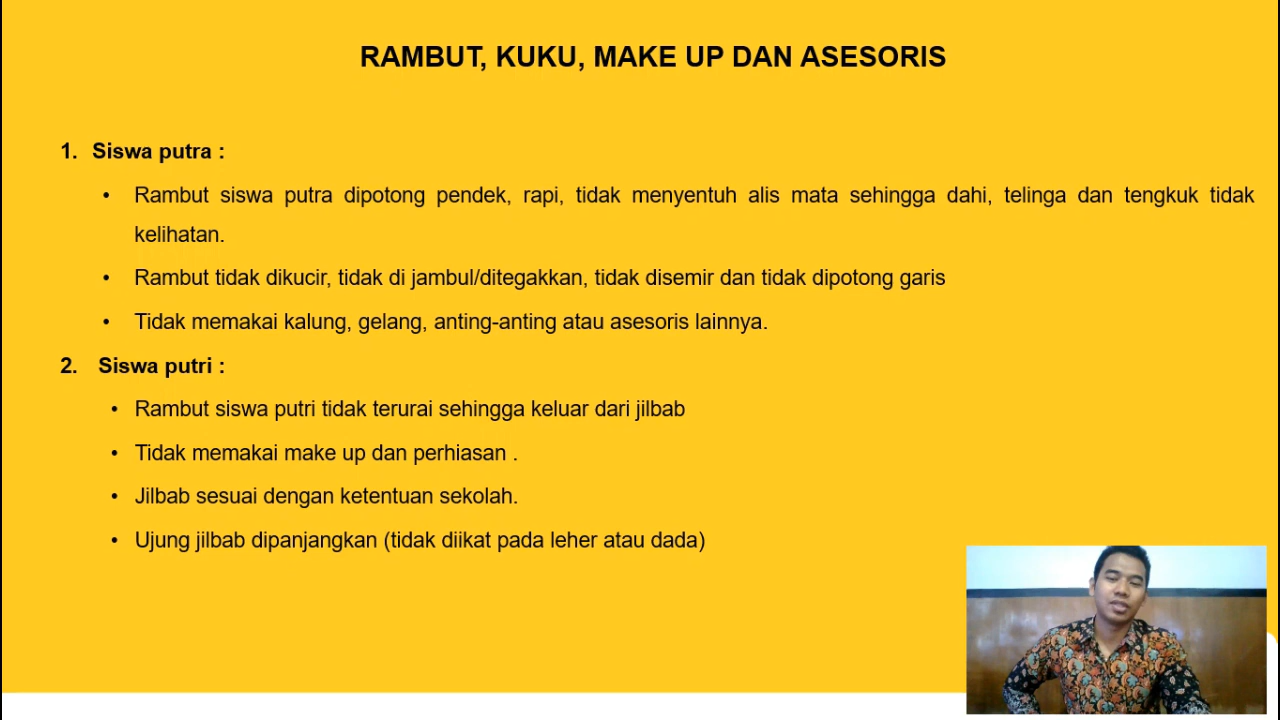 RAMBUT, KUKU, MAKE UP DAN ASESORIS
1. Siswa putra :
• Rambut siswa putra dipotong pendek, rapi, tidak menyentuh alis mata sehingga dahi, telinga dan tengkuk tidak
kelihatan.
• Rambut tidak dikucir, tidak di jambul/ditegakkan, tidak disemir dan tidak dipotong garis
• Tidak memakai kalung, gelang, anting-anting atau asesoris lainnya.
2. Siswa putri :
• Rambut siswa putri tidak terurai sehingga keluar dari jilbab
• Tidak memakai make up dan perhiasan .
• Jilbab sesuai dengan ketentuan sekolah.
• Ujung jilbab dipanjangkan (tidak diikat pada leher atau dada)